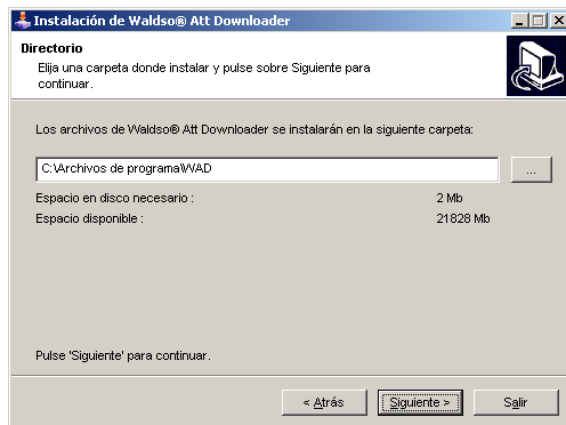 Instalación de Waldso® Att Downloader
Directorio
Elija una carpeta donde instalar y pulse sobre Siguiente para
continuar.
Los archivos de Waldso® Att Downloader se instalarán en la siguiente carpeta:
C:\Archivos de programa\WAD
...
Espacio en disco necesario : 2 Mb
Espacio disponible : 21828 Mb
Pulse 'Siguiente' para continuar.
< Atrás Siguiente > Salir